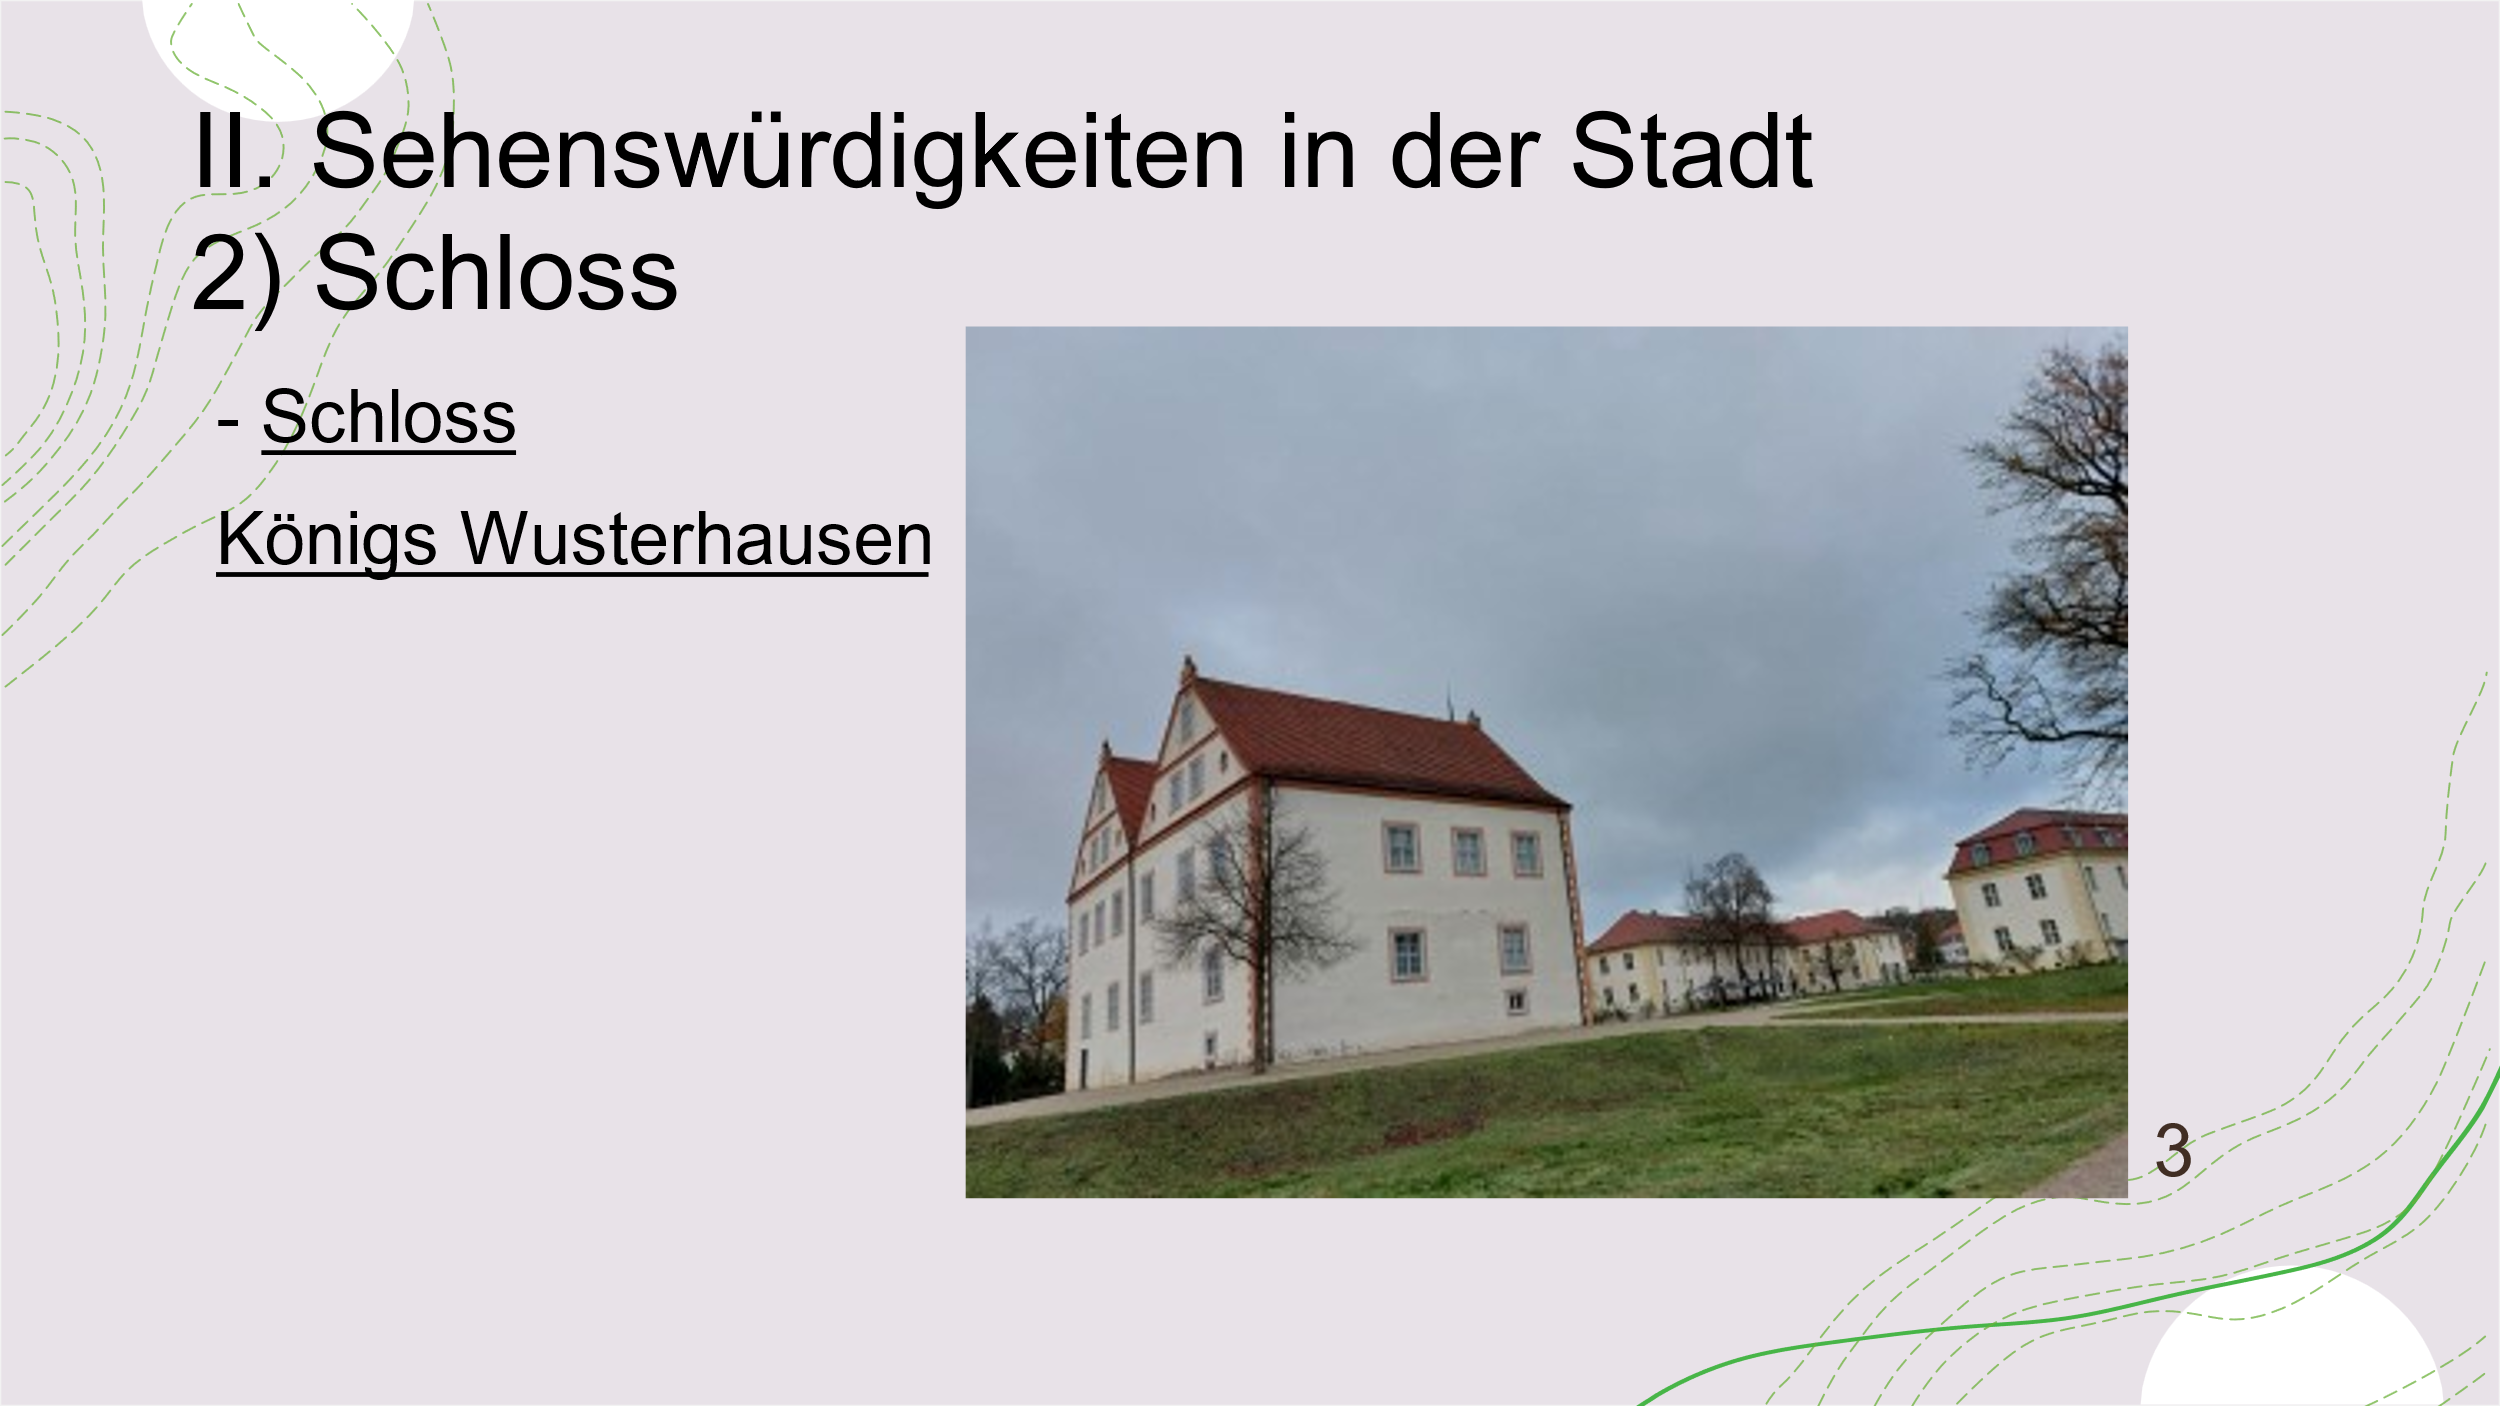 II. Sehenswürdigkeiten in der Stadt
2) Schloss
- Schloss
Königs Wusterhausen
3